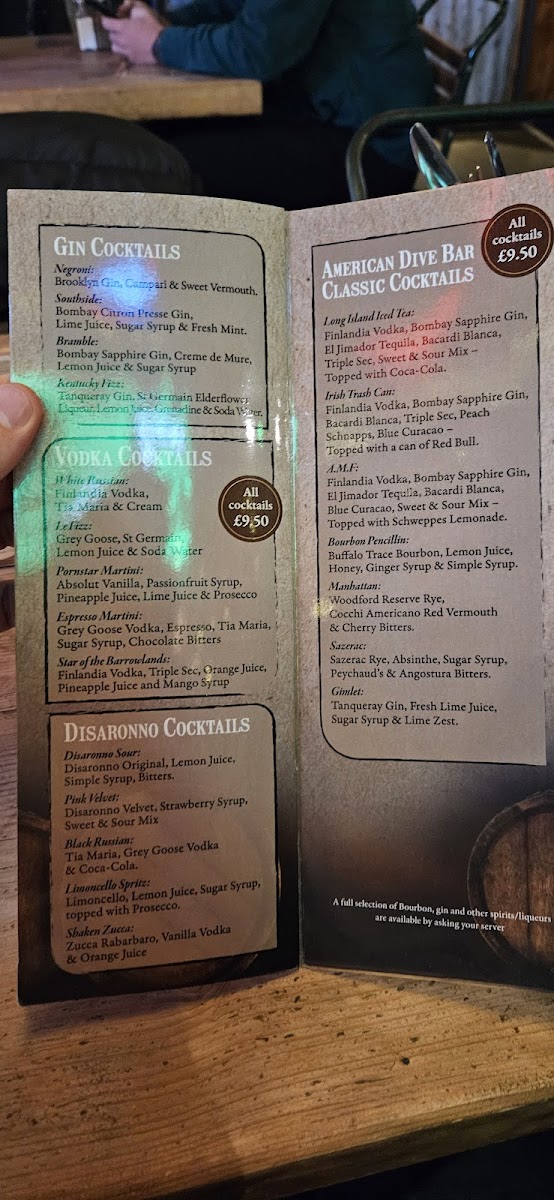 GIN COCKTAILS
Negroni:
Brooklyn Gin, Campari & Sweet Vermouth.
Southside:
Bombay Citron Presse Gin,
Lime Juice, Sugar Syrup & Fresh Mint.
Bramble:
Bombay Sapphire Gin, Creme de Mure,
Lemon Juice & Sugar Syrup
Kentucky Fizz:
Tanqueray Gin, St Germain Elderflower
Liqueur, Lemon Juice, Grenadine & Soda Water.
VODKA COCKTAILS
All
cocktails
£9.50
White Russian:
Finlandia Vodka,
Tia Maria & Cream
Le Fizz:
Grey Goose, St Germain,
Lemon Juice & Soda Water
Pornstar Martini:
Absolut Vanilla, Passionfruit Syrup,
Pineapple Juice, Lime Juice & Prosecco
Espresso Martini:
Grey Goose Vodka, Espresso, Tia Maria,
Sugar Syrup, Chocolate Bitters
Star of the Barrowlands:
Finlandia Vodka, Triple Sec, Orange Juice,
Pineapple Juice and Mango Syrup
DISARONNO COCKTAILS
Disaronno Sour:
Disaronno Original, Lemon Juice,
Simple Syrup, Bitters.
Pink Velvet:
Disaronno Velvet, Strawberry Syrup,
Sweet & Sour Mix
Black Russian:
Tia Maria, Grey Goose Vodka
& Coca-Cola.
Limoncello Spritz:
Limoncello, Lemon Juice, Sugar Syrup,
topped with Prosecco.
Shaken Zucca:
Zucca Rabarbaro, Vanilla Vodka
& Orange Juice
All
cocktails
£9.50
AMERICAN DIVE BAR
CLASSIC COCKTAILS
Long Island Iced Tea:
Finlandia Vodka, Bombay Sapphire Gin,
El Jimador Tequila, Bacardi Blanca,
Triple Sec, Sweet & Sour Mix –
Topped with Coca-Cola.
Irish Trash Can:
Finlandia Vodka, Bombay Sapphire Gin,
Bacardi Blanca, Triple Sec, Peach
Schnapps, Blue Curacao –
Topped with a can of Red Bull.
A.M.F:
Finlandia Vodka, Bombay Sapphire Gin,
El Jimador Tequila, Bacardi Blanca,
Blue Curacao, Sweet & Sour Mix –
Topped with Schweppes Lemonade.
Bourbon Pencillin:
Buffalo Trace Bourbon, Lemon Juice,
Honey, Ginger Syrup & Simple Syrup.
Manhattan:
Woodford Reserve Rye,
Cocchi Americano Red Vermouth
& Cherry Bitters.
Sazerac:
Sazerac Rye, Absinthe, Sugar Syrup,
Peychaud's & Angostura Bitters.
Gimlet:
Tanqueray Gin, Fresh Lime Juice,
Sugar Syrup & Lime Zest.
A full selection of Bourbon, gin and other spirits/liqueurs
are available by asking your server